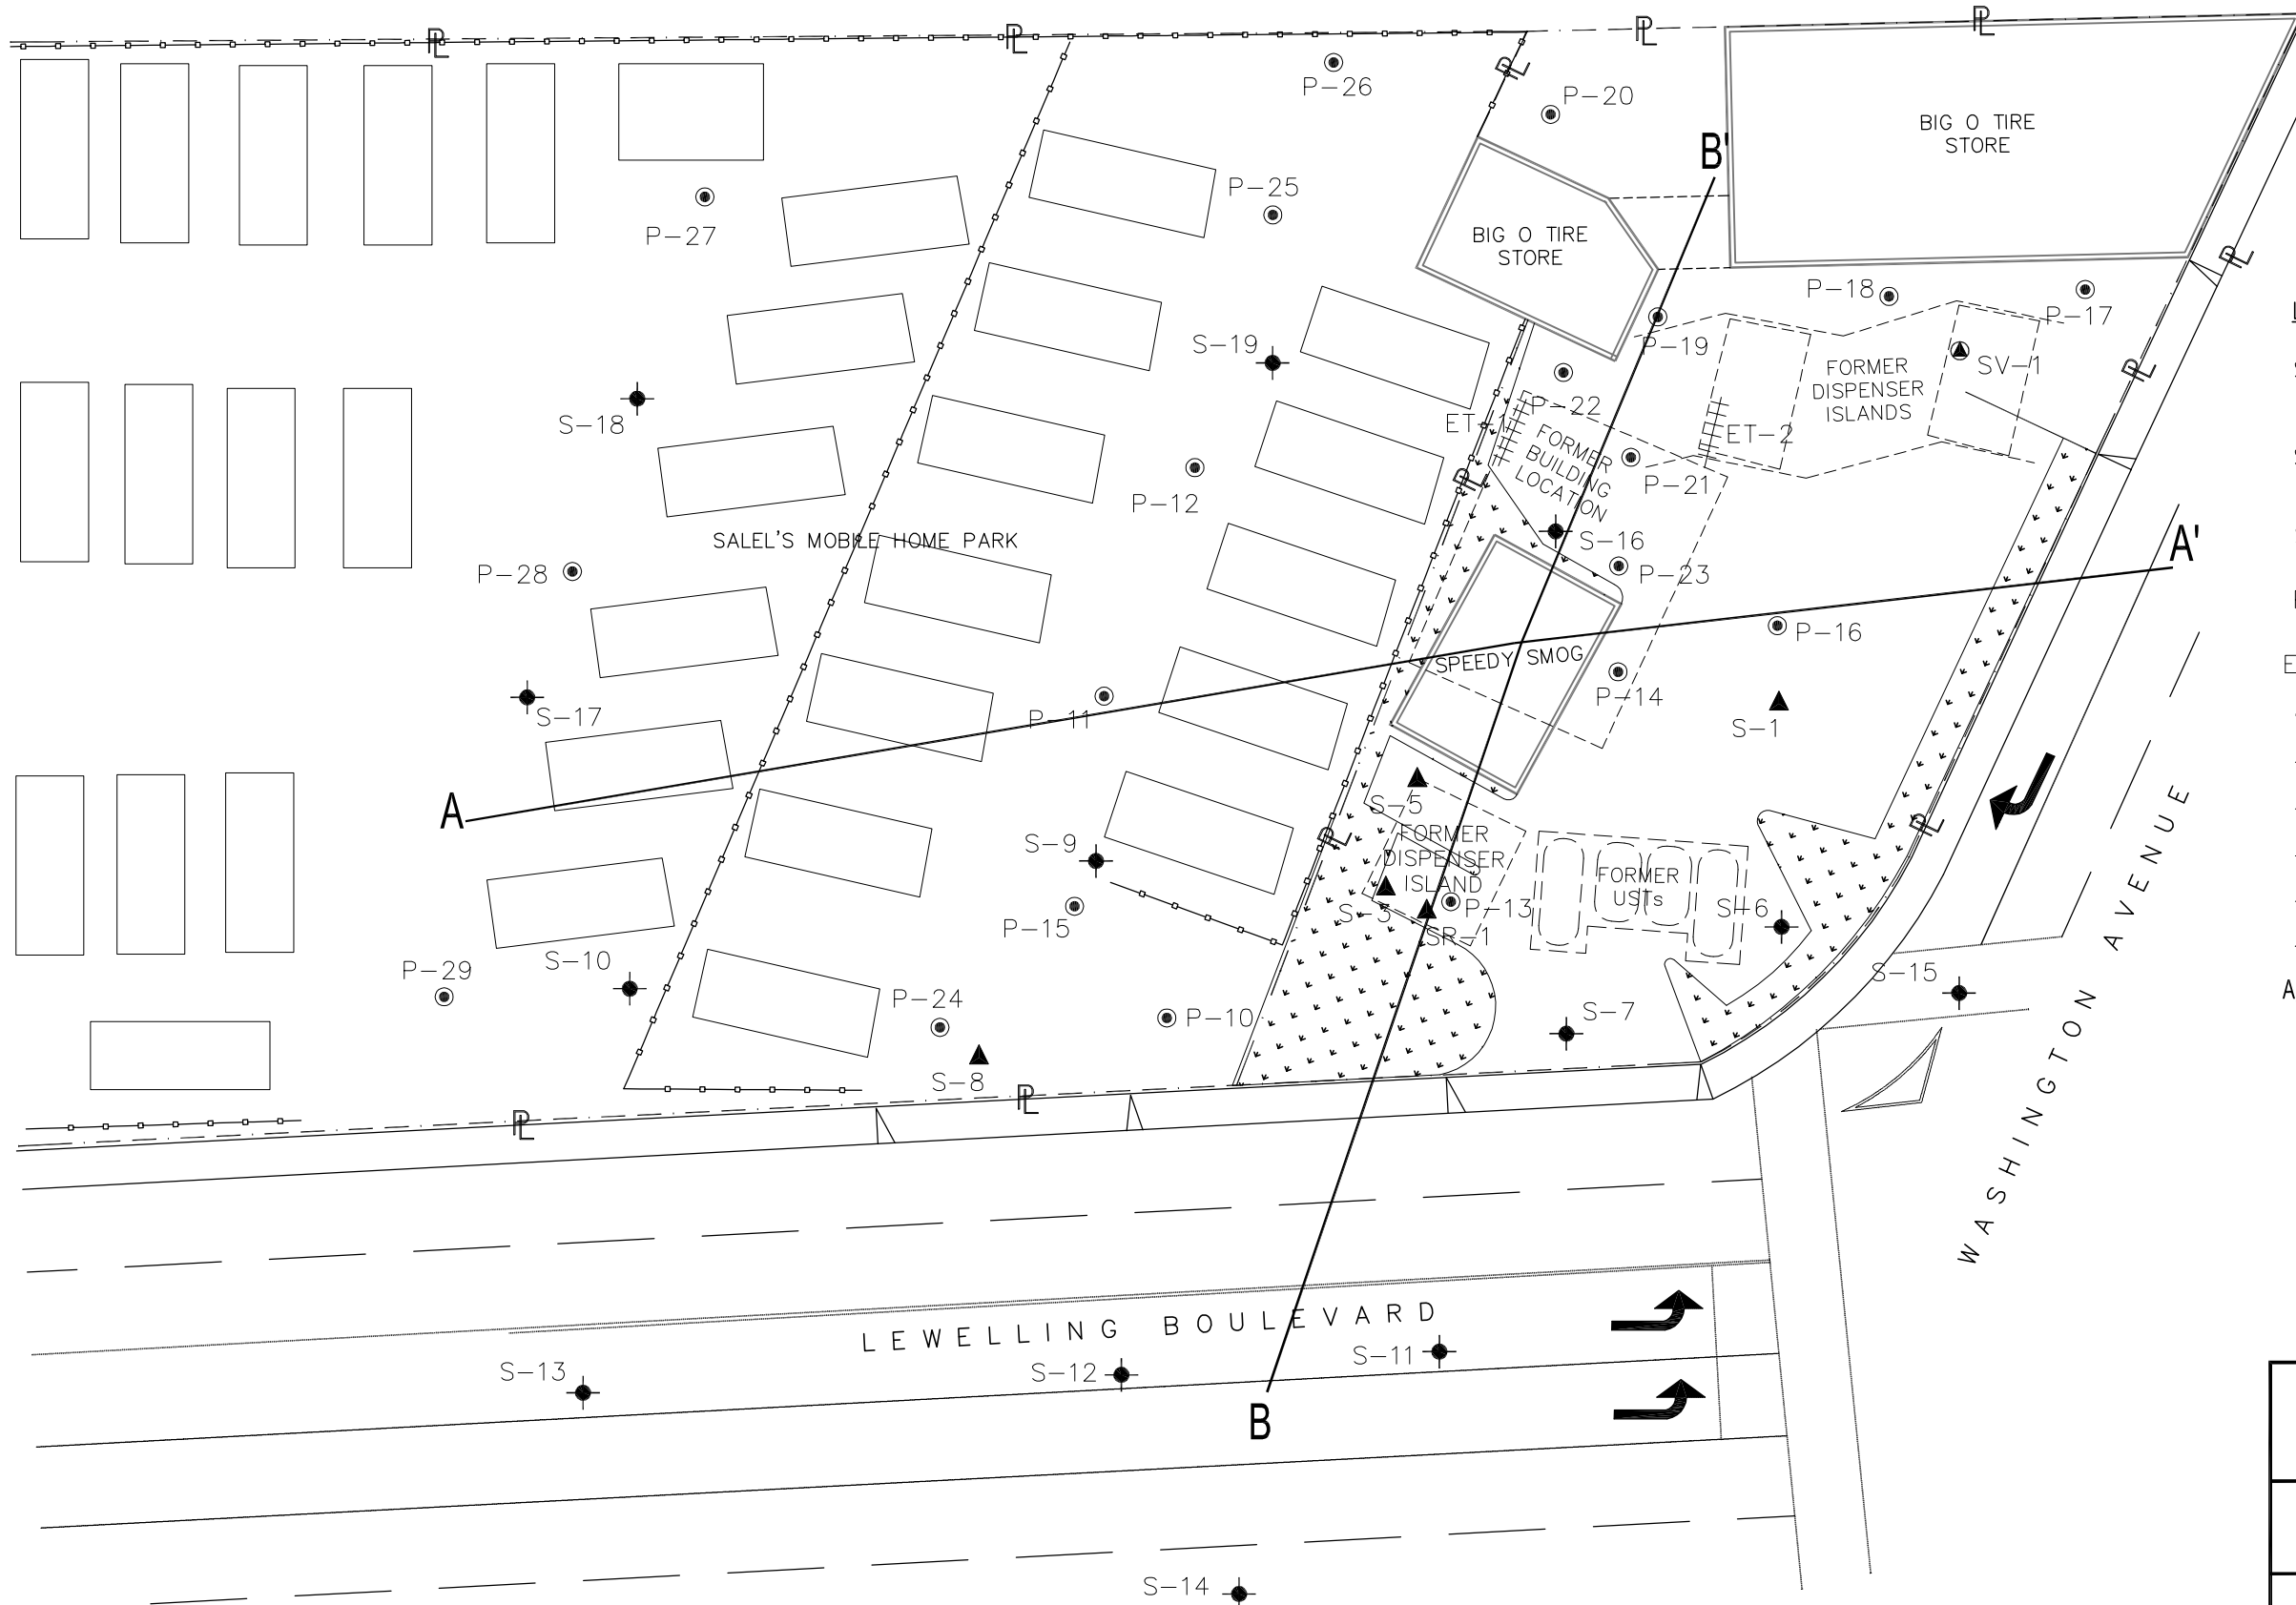 PL
PL
PL
PL
PL
P-26
P-20
BIG O TIRE
STORE
B'
P-25
P-27
BIG O TIRE
STORE
PL
P-18
P-17
P-19
S-19
SV-1
FORMER
DISPENSER
ISLANDS
PL
S-18
P-22
ET-1
ET-2
FORMER
BUILDING
LOCATION
P-21
PL
P-12
SALEL'S MOBILE HOME PARK
S-16
A'
P-28
P-23
P-16
SPEEDY SMOG
P-14
S-17
P-11
S-1
A
S-5
PL
PL
S-9
FORMER
DISPENSER
ISLAND
FORMER
USTs
P-15
S-3
P-13
S-6
SR-1
S-10
P-29
S-15
P-24
P-10
S-7
S-8
PL
PL
WASHINGTON AVENUE
LEWELLING BOULEVARD
S-13
S-12
S-11
B
S-14